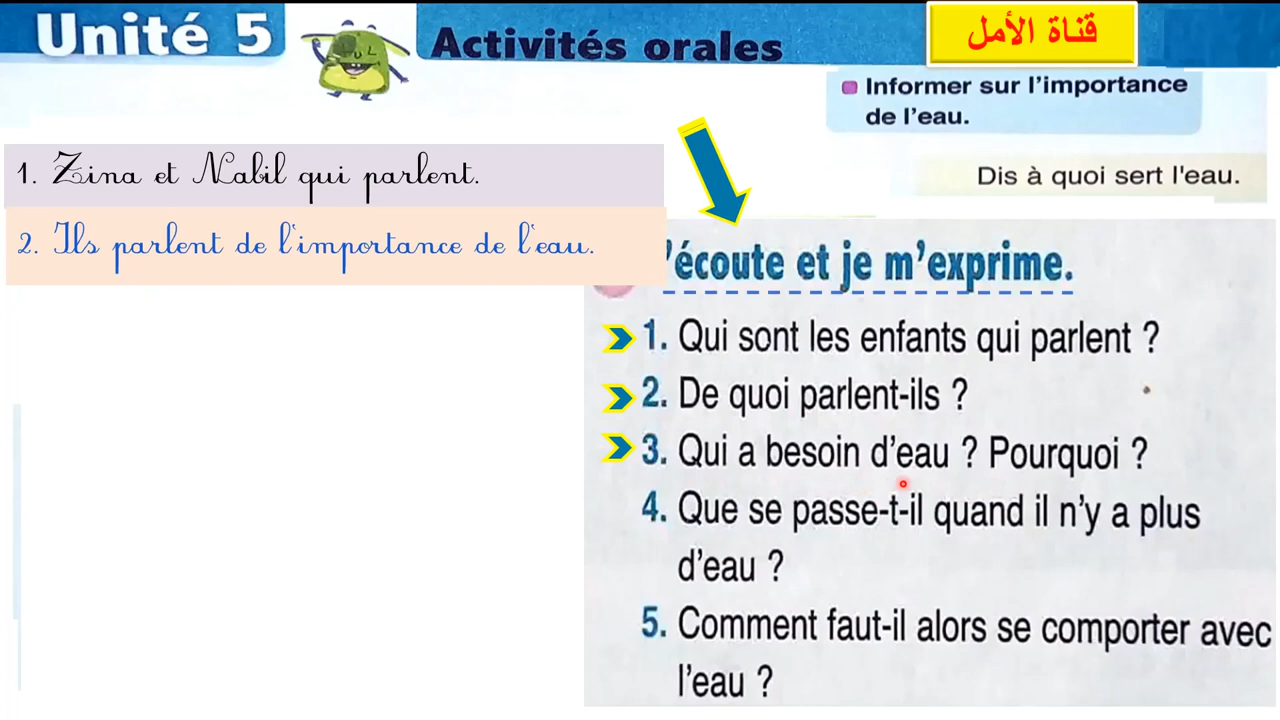 Unité 5
Activités orales
قناة الأمل
Informer sur l'importance
de l'eau.
Dis à quoi sert l'eau.
1. Zina et Nabil qui parlent.
2. Ils parlent de l'importance de l'eau.
'écoute et je m'exprime.
1. Qui sont les enfants qui parlent ?
2. De quoi parlent-ils ?
3. Qui a besoin d'eau ? Pourquoi ?
4. Que se passe-t-il quand il n'y a plus
d'eau ?
5. Comment faut-il alors se comporter avec
l'eau ?